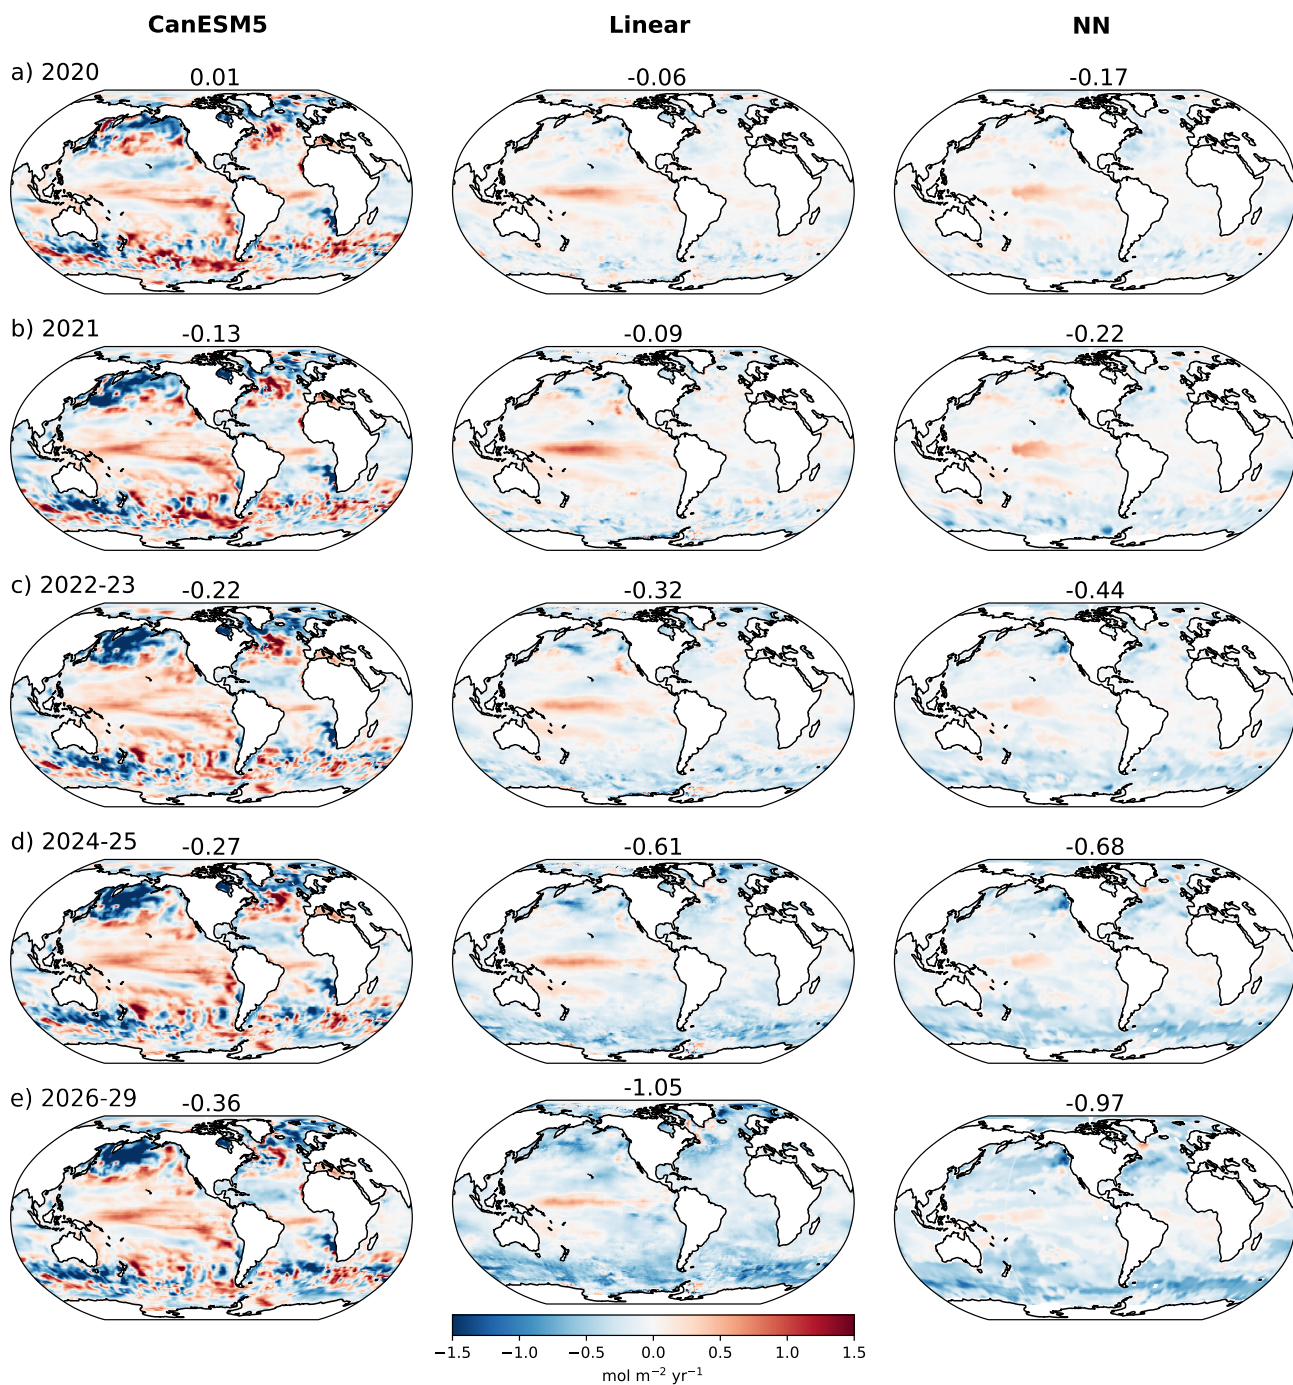 CanESM5 Linear NN
a) 2020 0.01 -0.06 -0.17
b) 2021 -0.13 -0.09 -0.22
c) 2022-23 -0.22 -0.32 -0.44
d) 2024-25 -0.27 -0.61 -0.68
e) 2026-29 -0.36 -1.05 -0.97
−1.5 −1.0 −0.5 0.0 0.5 1.0 1.5
mol m⁻² yr⁻¹